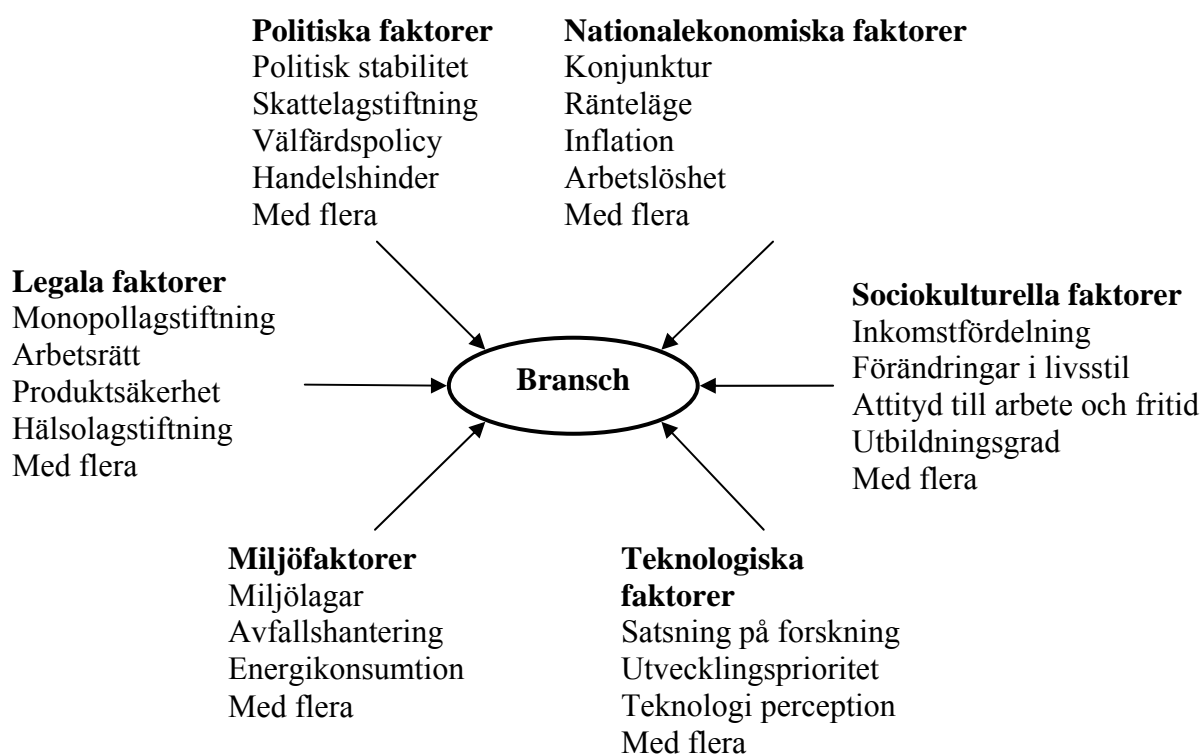 Politiska faktorer
Politisk stabilitet
Skattelagstiftning
Välfärdspolicy
Handelshinder
Med flera
Nationalekonomiska faktorer
Konjunktur
Ränteläge
Inflation
Arbetslöshet
Med flera
Legala faktorer
Monopollagstiftning
Arbetsrätt
Produktsäkerhet
Hälsolagstiftning
Med flera
Bransch
Sociokulturella faktorer
Inkomstfördelning
Förändringar i livsstil
Attityd till arbete och fritid
Utbildningsgrad
Med flera
Miljöfaktorer
Miljölagar
Avfallshantering
Energikonsumtion
Med flera
Teknologiska
faktorer
Satsning på forskning
Utvecklingsprioritet
Teknologi perception
Med flera